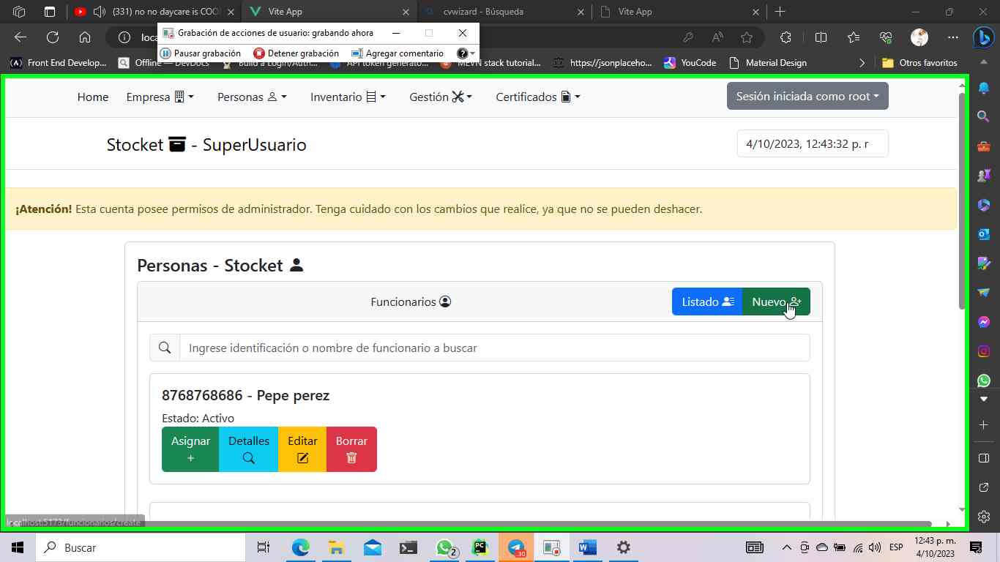 (331) no no daycare is COO
Vite App
cvwizard - Búsqueda
Vite App
Grabación de acciones de usuario: grabando ahora
Pausar grabación
Detener grabación
Agregar comentario
Front End Develop...
Offline — DevDocs
Build a Login/Auth...
API token generato...
MEVN stack tutorial...
https://jsonplaceho...
YouCode
Material Design
Otros favoritos
Home
Empresa
Personas
Inventario
Gestión
Certificados
Sesión iniciada como root
Stocket - SuperUsuario
4/10/2023, 12:43:32 p. r
¡Atención! Esta cuenta posee permisos de administrador. Tenga cuidado con los cambios que realice, ya que no se pueden deshacer.
Personas - Stocket
Funcionarios
Listado
Nuevo
Ingrese identificación o nombre de funcionario a buscar
8768768686 - Pepe perez
Estado: Activo
Asignar
+
Detalles
Editar
Borrar
localhost:5173/funcionarios/create
Buscar
2
PC
30
ESP
12:43 p. m.
4/10/2023